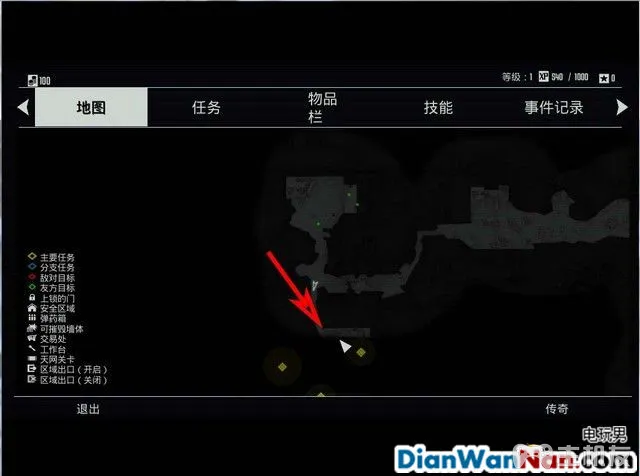 100
等级:1 XP 540 / 1000 0
地图
任务
物品
栏
技能
事件记录
主要任务
分支任务
敌对目标
友方目标
上锁的门
安全区域
弹药箱
可摧毁墙体
交易处
工作台
天网关卡
区域出口(开启)
区域出口(关闭)
退出
传奇
电玩男
DianWanNan.com